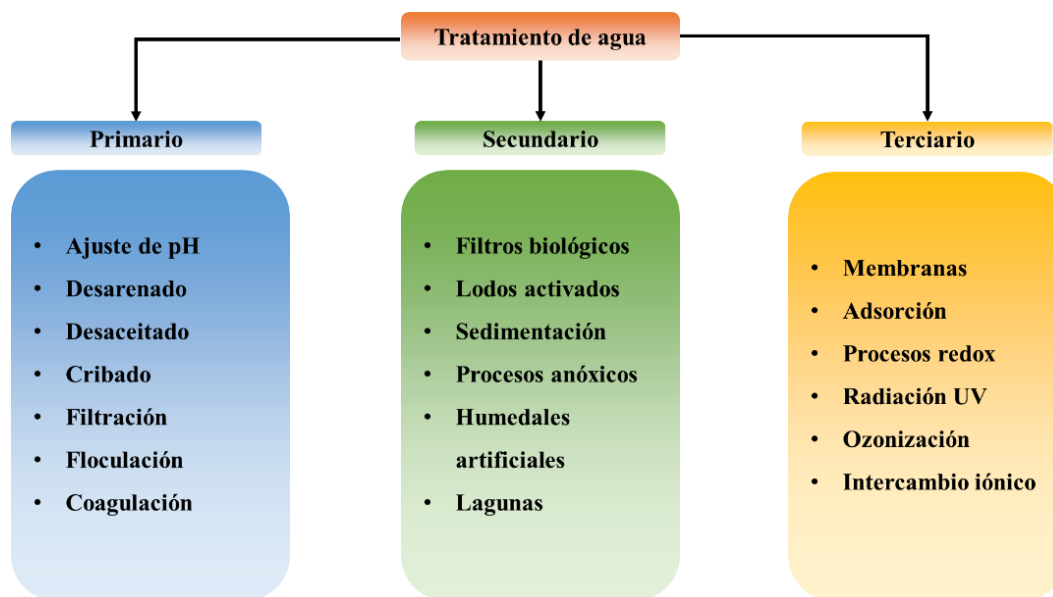 Tratamiento de agua
Primario
Secundario
Terciario
• Ajuste de pH
• Desarenado
• Desaceitado
• Cribado
• Filtración
• Floculación
• Coagulación
• Filtros biológicos
• Lodos activados
• Sedimentación
• Procesos anóxicos
• Humedales
artificiales
• Lagunas
• Membranas
• Adsorción
• Procesos redox
• Radiación UV
• Ozonización
• Intercambio iónico